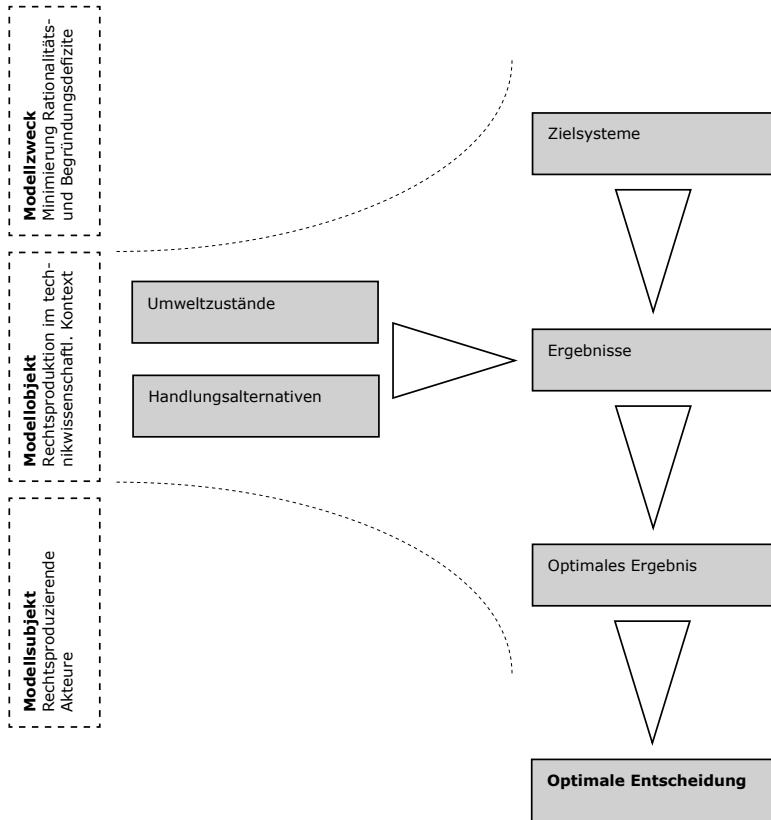 Modellzweck
Minimierung Rationalitäts-
und Begründungsdefizite
Modellobjekt
Rechtsproduktion im tech-
nikwissenschaftl. Kontext
Modellsubjekt
Rechtsproduzierende
Akteure
Zielsysteme
Umweltzustände
Handlungsalternativen
Ergebnisse
Optimales Ergebnis
Optimale Entscheidung